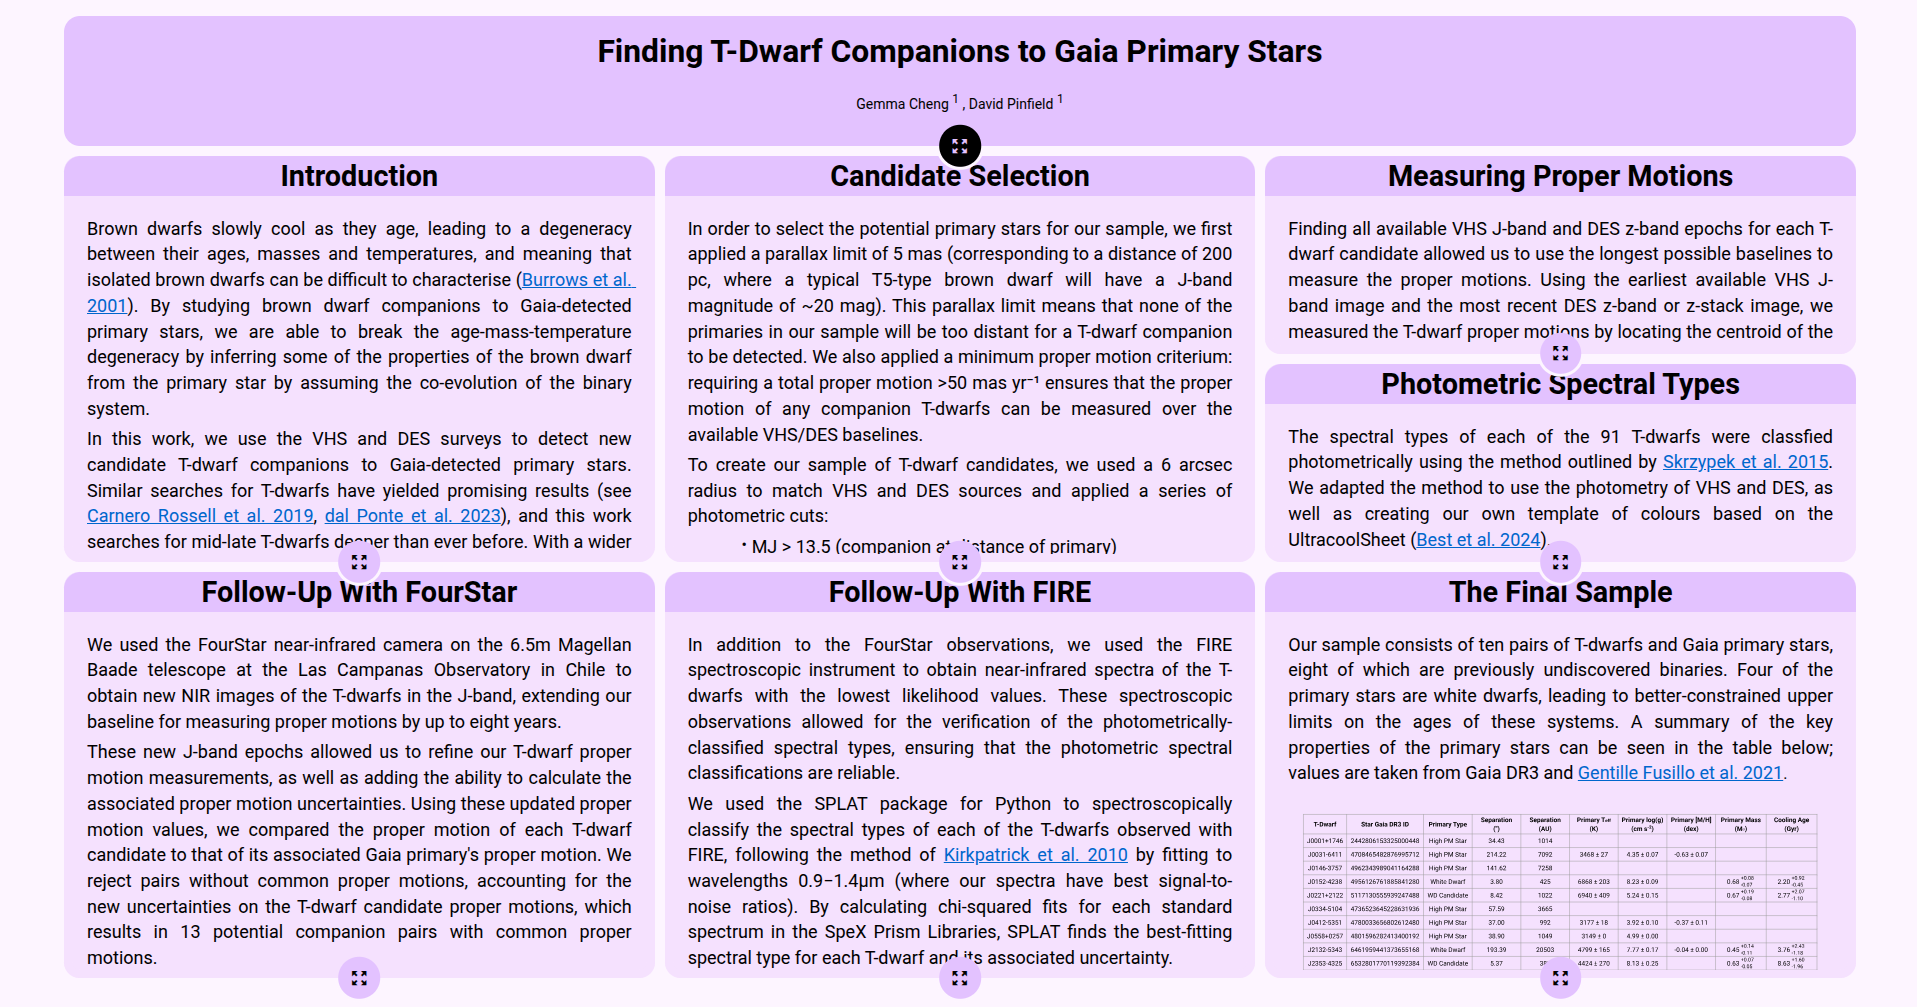 Finding T-Dwarf Companions to Gaia Primary Stars
Gemma Cheng 1 , David Pinfield 1
Introduction
Brown dwarfs slowly cool as they age, leading to a degeneracy
between their ages, masses and temperatures, and meaning that
isolated brown dwarfs can be difficult to characterise (Burrows et al.
2001). By studying brown dwarf companions to Gaia-detected
primary stars, we are able to break the age-mass-temperature
degeneracy by inferring some of the properties of the brown dwarf
from the primary star by assuming the co-evolution of the binary
system.
In this work, we use the VHS and DES surveys to detect new
candidate T-dwarf companions to Gaia-detected primary stars.
Similar searches for T-dwarfs have yielded promising results (see
Carnero Rossell et al. 2019, dal Ponte et al. 2023), and this work
searches for mid-late T-dwarfs deeper than ever before. With a wider
Candidate Selection
In order to select the potential primary stars for our sample, we first
applied a parallax limit of 5 mas (corresponding to a distance of 200
pc, where a typical T5-type brown dwarf will have a J-band
magnitude of ~20 mag). This parallax limit means that none of the
primaries in our sample will be too distant for a T-dwarf companion
to be detected. We also applied a minimum proper motion criterium:
requiring a total proper motion >50 mas yr⁻¹ ensures that the proper
motion of any companion T-dwarfs can be measured over the
available VHS/DES baselines.
To create our sample of T-dwarf candidates, we used a 6 arcsec
radius to match VHS and DES sources and applied a series of
photometric cuts:
• MJ > 13.5 (companion at distance of primary)
Measuring Proper Motions
Finding all available VHS J-band and DES z-band epochs for each T-
dwarf candidate allowed us to use the longest possible baselines to
measure the proper motions. Using the earliest available VHS J-
band image and the most recent DES z-band or z-stack image, we
measured the T-dwarf proper motions by locating the centroid of the
Photometric Spectral Types
The spectral types of each of the 91 T-dwarfs were classfied
photometrically using the method outlined by Skrzypek et al. 2015.
We adapted the method to use the photometry of VHS and DES, as
well as creating our own template of colours based on the
UltracoolSheet (Best et al. 2024).
Follow-Up With FourStar
We used the FourStar near-infrared camera on the 6.5m Magellan
Baade telescope at the Las Campanas Observatory in Chile to
obtain new NIR images of the T-dwarfs in the J-band, extending our
baseline for measuring proper motions by up to eight years.
These new J-band epochs allowed us to refine our T-dwarf proper
motion measurements, as well as adding the ability to calculate the
associated proper motion uncertainties. Using these updated proper
motion values, we compared the proper motion of each T-dwarf
candidate to that of its associated Gaia primary's proper motion. We
reject pairs without common proper motions, accounting for the
new uncertainties on the T-dwarf candidate proper motions, which
results in 13 potential companion pairs with common proper
motions.
Follow-Up With FIRE
In addition to the FourStar observations, we used the FIRE
spectroscopic instrument to obtain near-infrared spectra of the T-
dwarfs with the lowest likelihood values. These spectroscopic
observations allowed for the verification of the photometrically-
classified spectral types, ensuring that the photometric spectral
classifications are reliable.
We used the SPLAT package for Python to spectroscopically
classify the spectral types of each of the T-dwarfs observed with
FIRE, following the method of Kirkpatrick et al. 2010 by fitting to
wavelengths 0.9−1.4μm (where our spectra have best signal-to-
noise ratios). By calculating chi-squared fits for each standard
spectrum in the SpeX Prism Libraries, SPLAT finds the best-fitting
spectral type for each T-dwarf and its associated uncertainty.
The Final Sample
Our sample consists of ten pairs of T-dwarfs and Gaia primary stars,
eight of which are previously undiscovered binaries. Four of the
primary stars are white dwarfs, leading to better-constrained upper
limits on the ages of these systems. A summary of the key
properties of the primary stars can be seen in the table below;
values are taken from Gaia DR3 and Gentille Fusillo et al. 2021.
T-Dwarf Star Gaia DR3 ID Primary Type Separation (") Separation (AU) Primary Teff (K) Primary log(g) (cm s⁻²) Primary [M/H] (dex) Primary Mass (M☉) Cooling Age (Gyr)
J0001+1746 2442806153325000448 High PM Star 34.43 1014
J0031-6411 4708465482876995712 High PM Star 214.22 7092 3468 ± 27 4.35 ± 0.07 -0.63 ± 0.07
J0146-3757 4962343989041164288 High PM Star 141.62 7258
J0152-4238 4956126761885841280 White Dwarf 3.80 425 6868 ± 203 8.23 ± 0.09 0.68 +0.08 -0.07 2.20 +0.92 -0.45
J0221+2122 5117130555939247488 WD Candidate 8.42 1022 6940 ± 409 5.24 ± 0.15 0.67 +0.19 -0.08 2.77 +2.07 -1.10
J0334-5104 4736523645228631936 High PM Star 57.59 3665
J0412-5351 4780033656802612480 High PM Star 37.00 992 3177 ± 18 3.92 ± 0.10 -0.37 ± 0.11
J0558+0257 4801596282413400192 High PM Star 38.90 1049 3149 ± 0 4.99 ± 0.00
J2132-5343 6461959441373655168 White Dwarf 193.39 20503 4799 ± 165 7.77 ± 0.17 -0.04 ± 0.00 0.45 +0.14 -0.11 3.76 +2.43 -1.18
J2353-4325 6532801770119392384 WD Candidate 5.37 4424 ± 270 8.13 ± 0.25 0.63 +0.07 -0.05 8.63 +1.60 -1.96